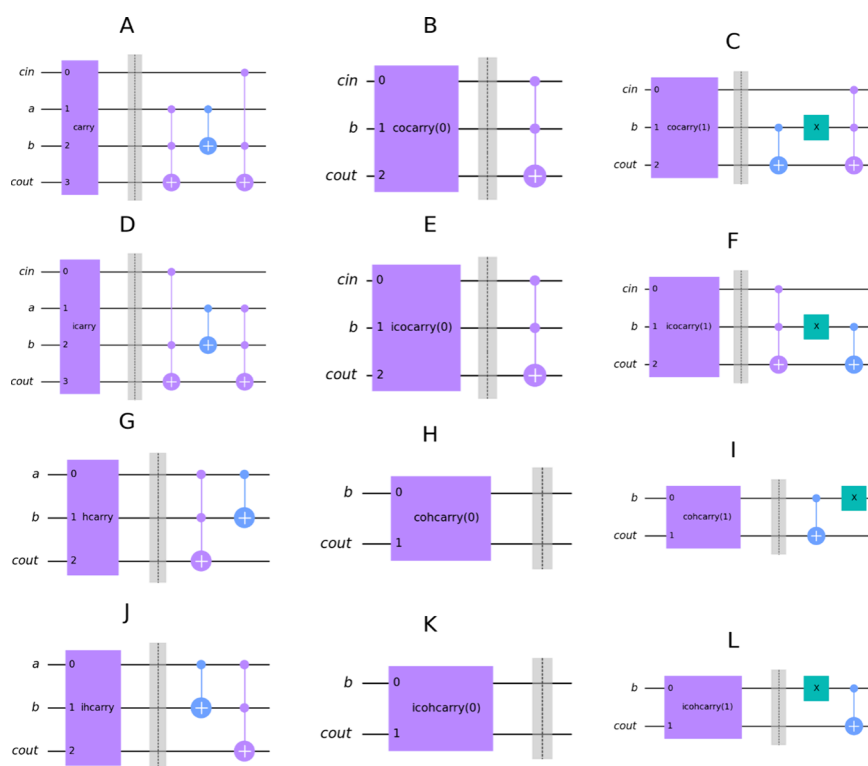 A
cin 0
a 1
carry
b 2
cout 3
B
cin 0
b 1 cocarry(0)
cout 2
C
cin 0
b 1 cocarry(1) X
cout 2
D
cin 0
a 1
icarry
b 2
cout 3
E
cin 0
b 1 icocarry(0)
cout 2
F
cin 0
b 1 icocarry(1) X
cout 2
G
a 0
b 1 hcarry
cout 2
H
b 0
cohcarry(0)
cout 1
I
b 0 X
cohcarry(1)
cout 1
J
a 0
b 1 ihcarry
cout 2
K
b 0
icohcarry(0)
cout 1
L
b 0 X
icohcarry(1)
cout 1